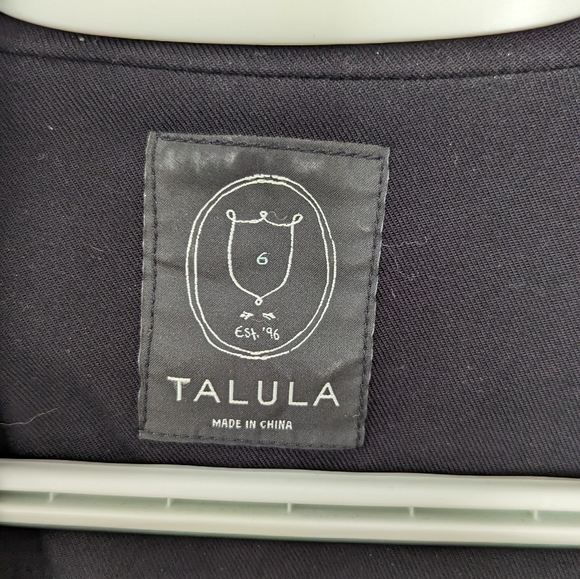 6
Est. '96
TALULA
MADE IN CHINA